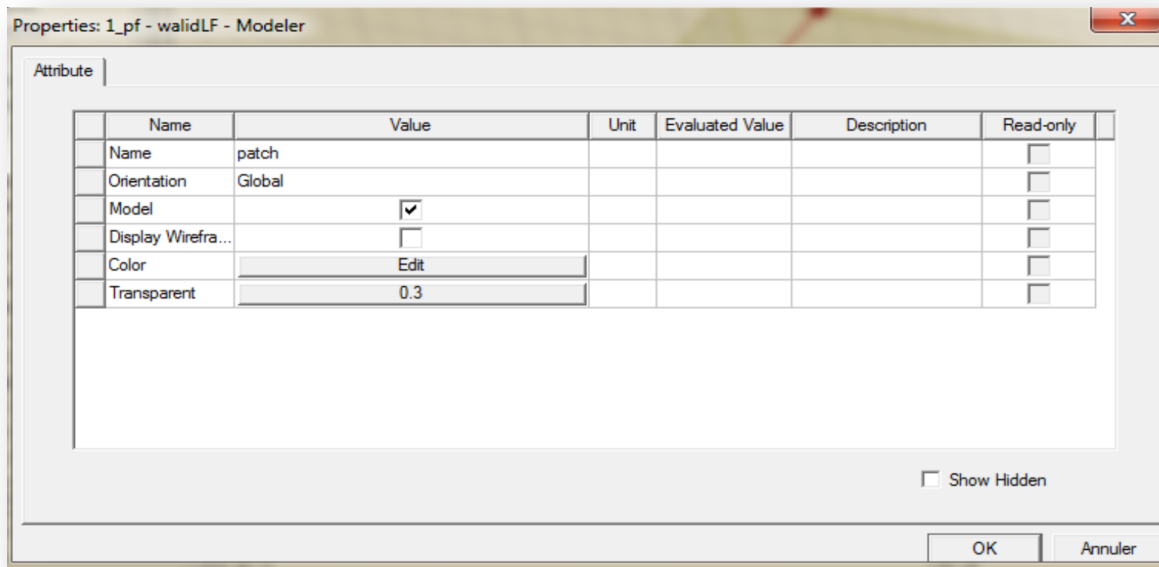 Properties: 1_pf - walidLF - Modeler
Attribute
Name Value Unit Evaluated Value Description Read-only
Name patch
Orientation Global
Model
Display Wirefra...
Color Edit
Transparent 0.3
Show Hidden
OK Annuler